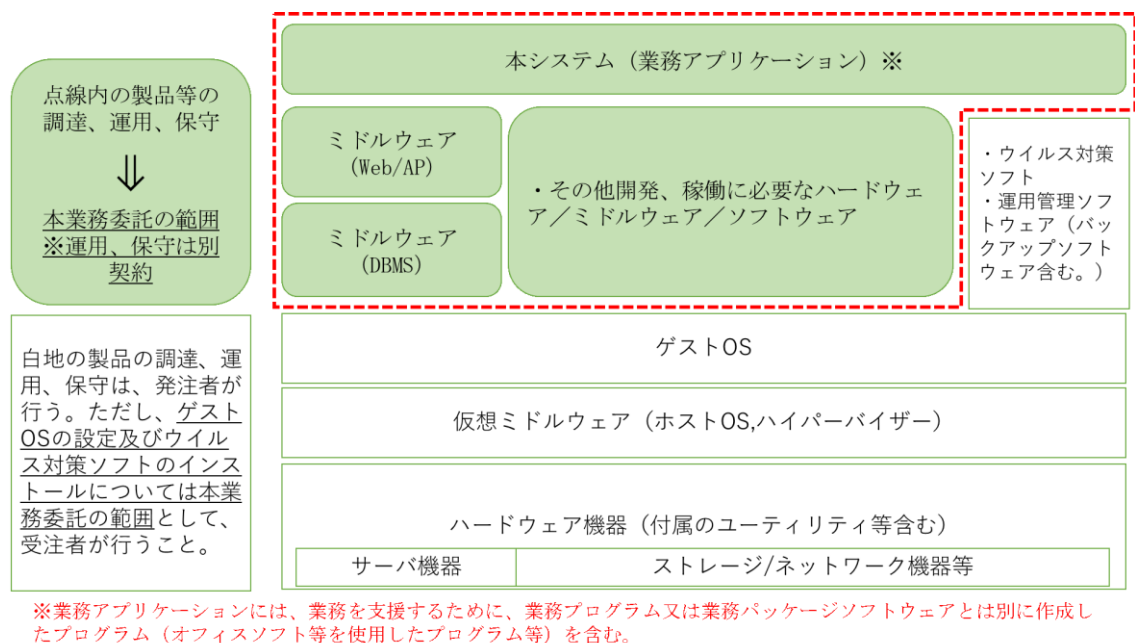 本システム（業務アプリケーション）※
点線内の製品等の
調達、運用、保守
⇓
本業務委託の範囲
※運用、保守は別
契約
ミドルウェア
(Web/AP)
ミドルウェア
(DBMS)
・その他開発、稼働に必要なハードウェ
ア／ミドルウェア／ソフトウェア
・ウイルス対策
ソフト
・運用管理ソフ
トウェア（バッ
クアップソフト
ウェア含む。）
白地の製品の調達、運
用、保守は、発注者が
行う。ただし、ゲスト
OSの設定及びウイル
ス対策ソフトのインス
トールについては本業
務委託の範囲として、
受注者が行うこと。
ゲストOS
仮想ミドルウェア（ホストOS,ハイパーバイザー）
ハードウェア機器（付属のユーティリティ等含む）
サーバ機器
ストレージ/ネットワーク機器等
※業務アプリケーションには、業務を支援するために、業務プログラム又は業務パッケージソフトウェアとは別に作成し
たプログラム（オフィスソフト等を使用したプログラム等）を含む。